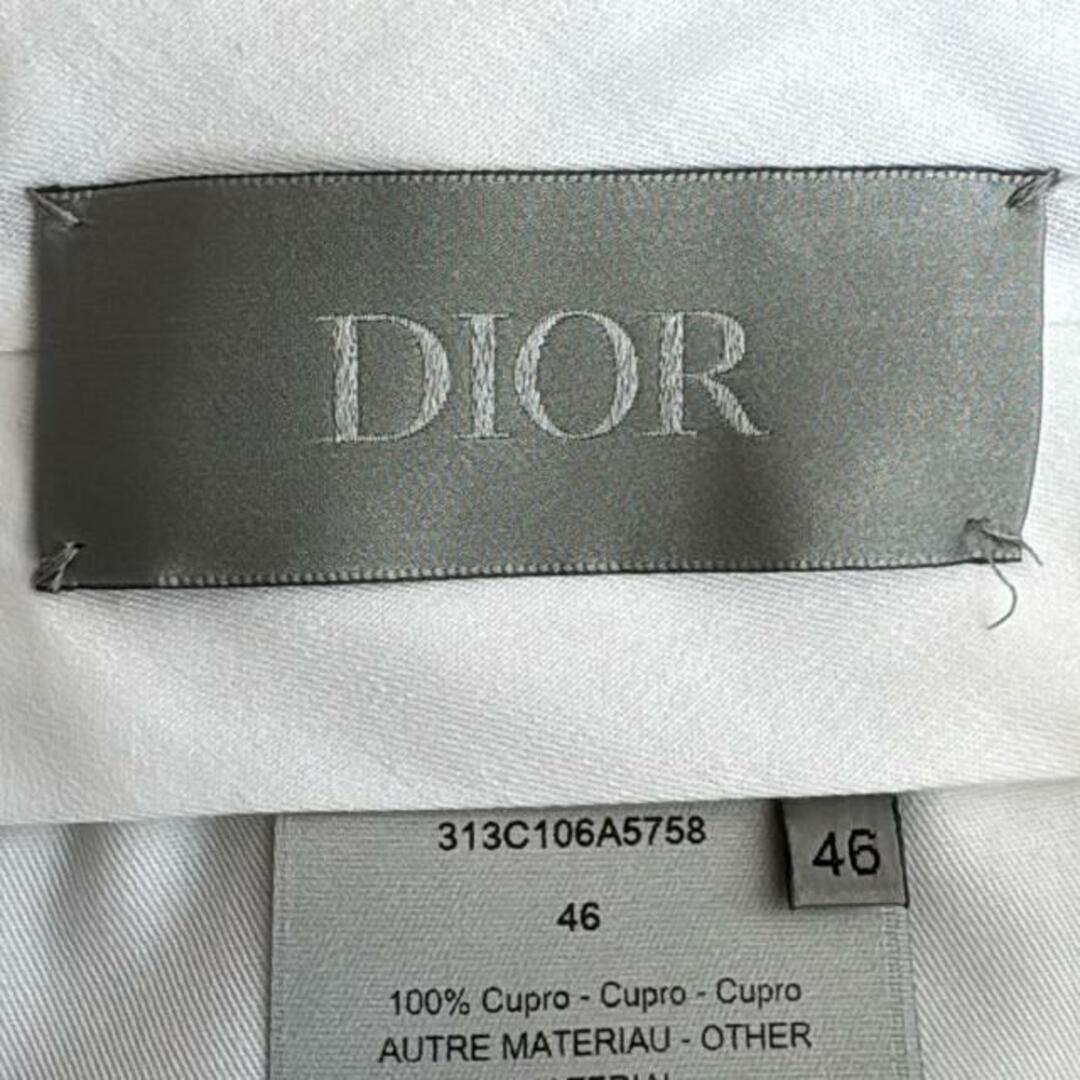 DIOR
313C106A5758
46
46
100% Cupro - Cupro - Cupro
AUTRE MATERIAU - OTHER